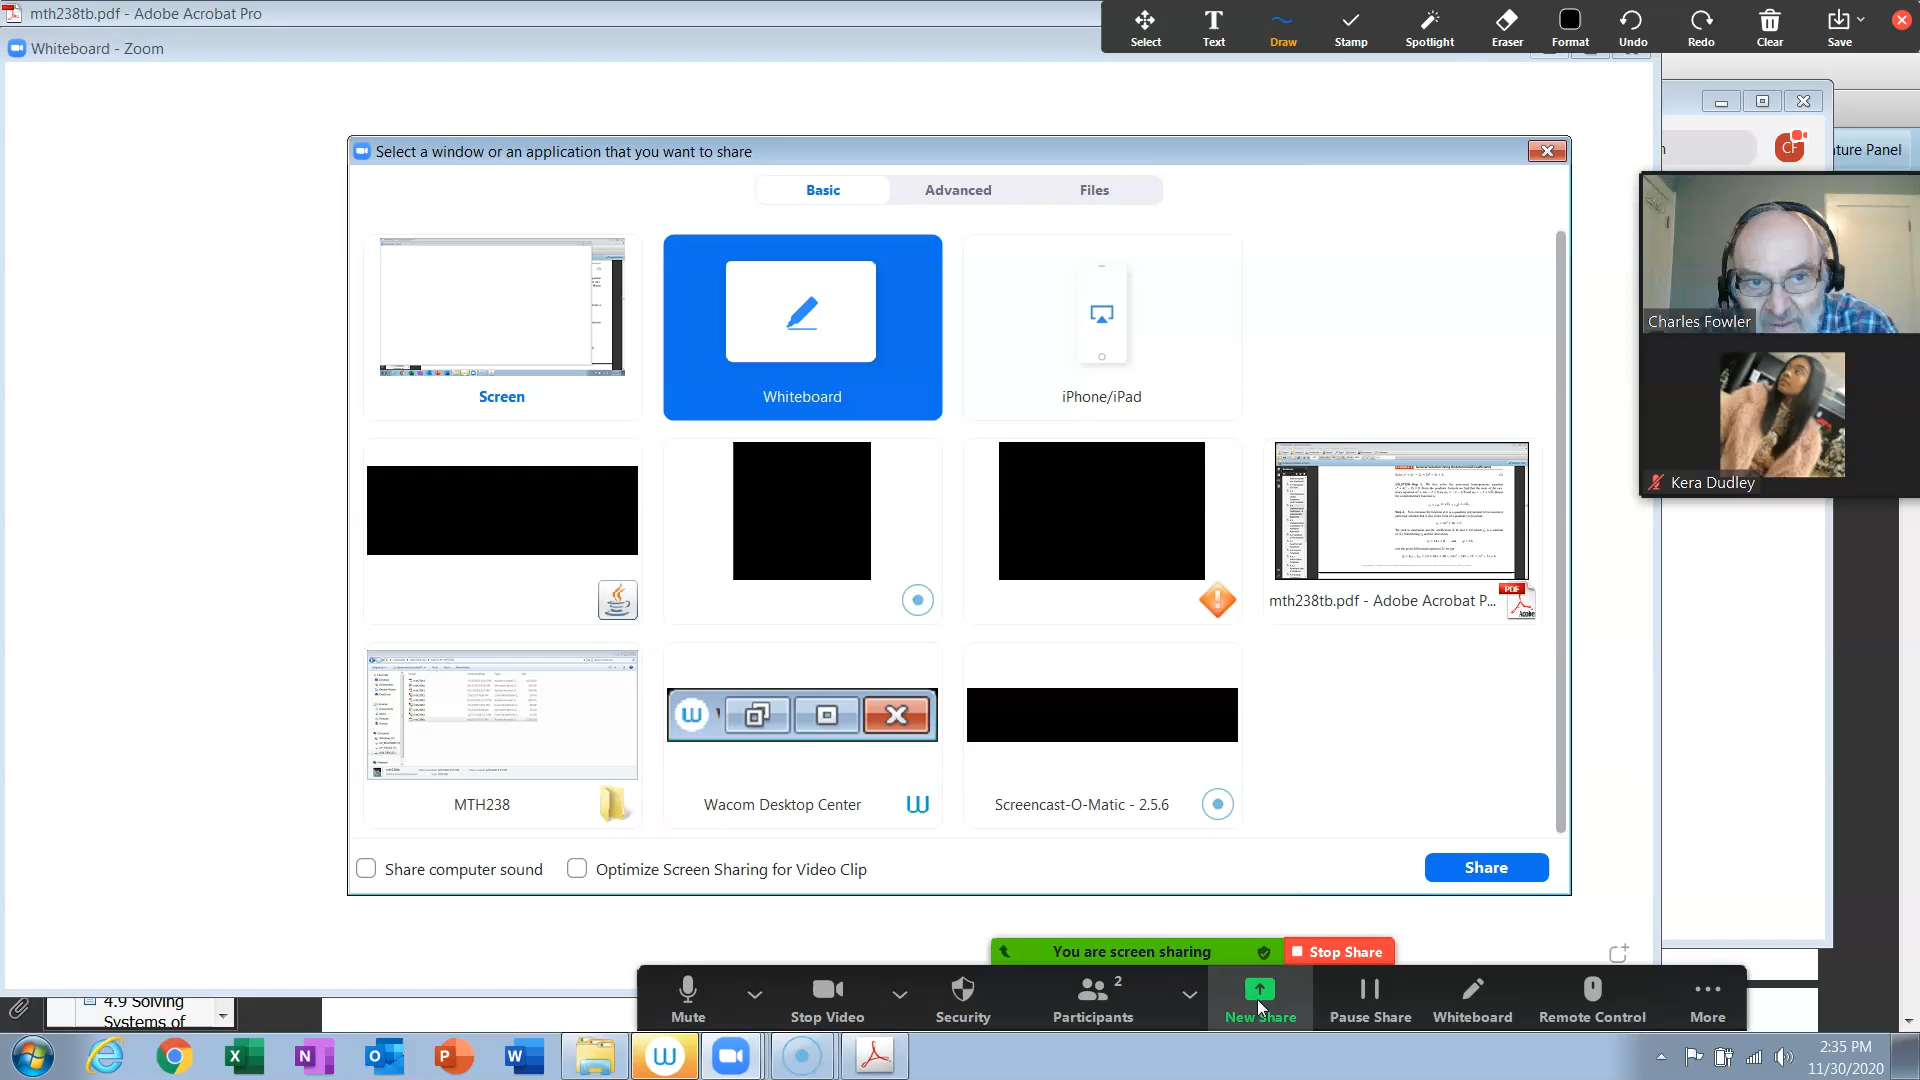 mth238tb.pdf - Adobe Acrobat Pro
Whiteboard - Zoom
Select
Text
Draw
Stamp
Spotlight
Eraser
Format
Undo
Redo
Clear
Save
Select a window or an application that you want to share
Basic
Advanced
Files
CF
ture Panel
Charles Fowler
Kera Dudley
Screen
Whiteboard
iPhone/iPad
mth238tb.pdf - Adobe Acrobat P...
MTH238
Wacom Desktop Center
Screencast-O-Matic - 2.5.6
Share computer sound
Optimize Screen Sharing for Video Clip
Share
You are screen sharing
Stop Share
4.9 Solving
Systems of
Mute
Stop Video
Security
Participants
2
New Share
Pause Share
Whiteboard
Remote Control
More
2:35 PM
11/30/2020